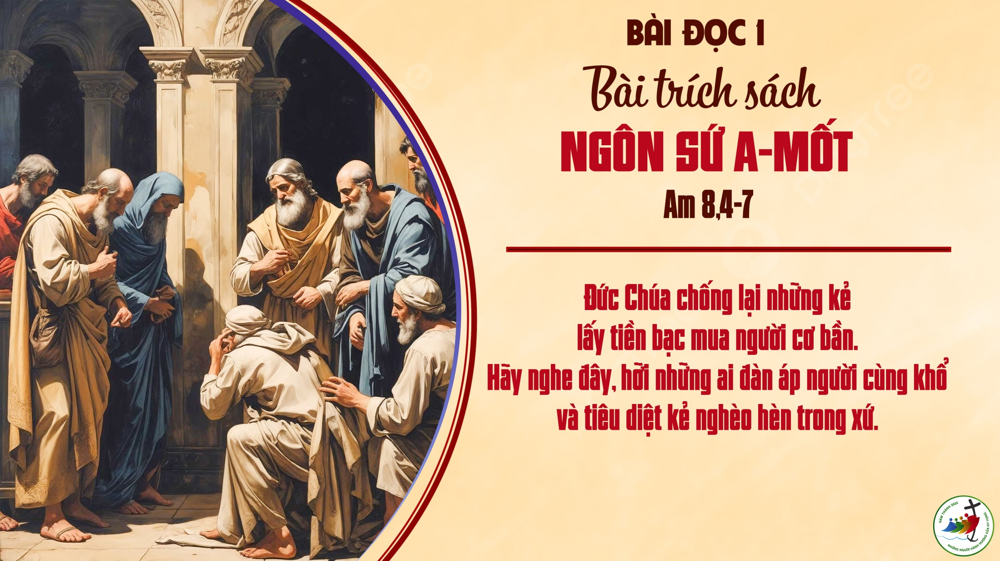 BÀI ĐỌC 1
Bài trích sách
NGÔN SỨ A-MỐT
Am 8,4-7
Đức Chúa chống lại những kẻ
lấy tiền bạc mua người cơ bần.
Hãy nghe đây, hỡi những ai đàn áp người cùng khổ
và tiêu diệt kẻ nghèo hèn trong xứ.
NĂM THÁNH 2025
NHỮNG NGƯỜI HÀNH HƯƠNG CỦA HY VỌNG
pngtree